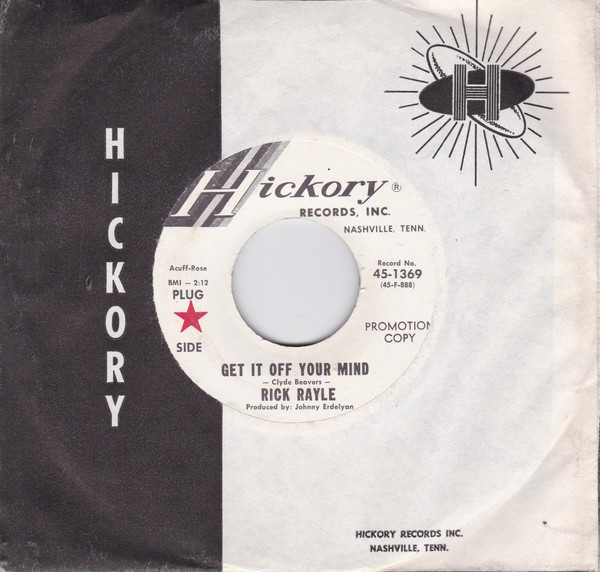 HICKORY
H
Hickory ®
RECORDS, INC.
NASHVILLE, TENN.
Acuff-Rose
BMI - 2:12
PLUG
SIDE
Record No.
45-1369
(45-F-888)
PROMOTION
COPY
GET IT OFF YOUR MIND
— Clyde Beavers —
RICK RAYLE
Produced by: Johnny Erdelyan
HICKORY RECORDS INC.
NASHVILLE, TENN.